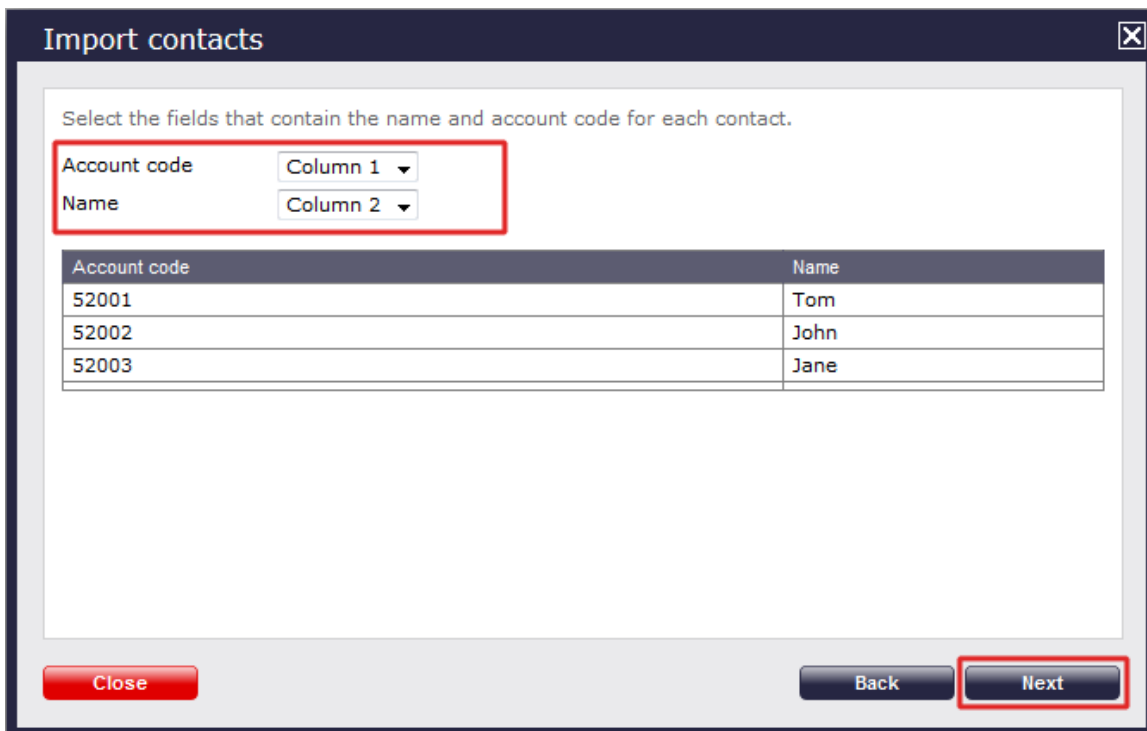 Import contacts
Select the fields that contain the name and account code for each contact.
Account code Column 1
Name Column 2
Account code Name
52001 Tom
52002 John
52003 Jane
Close Back Next